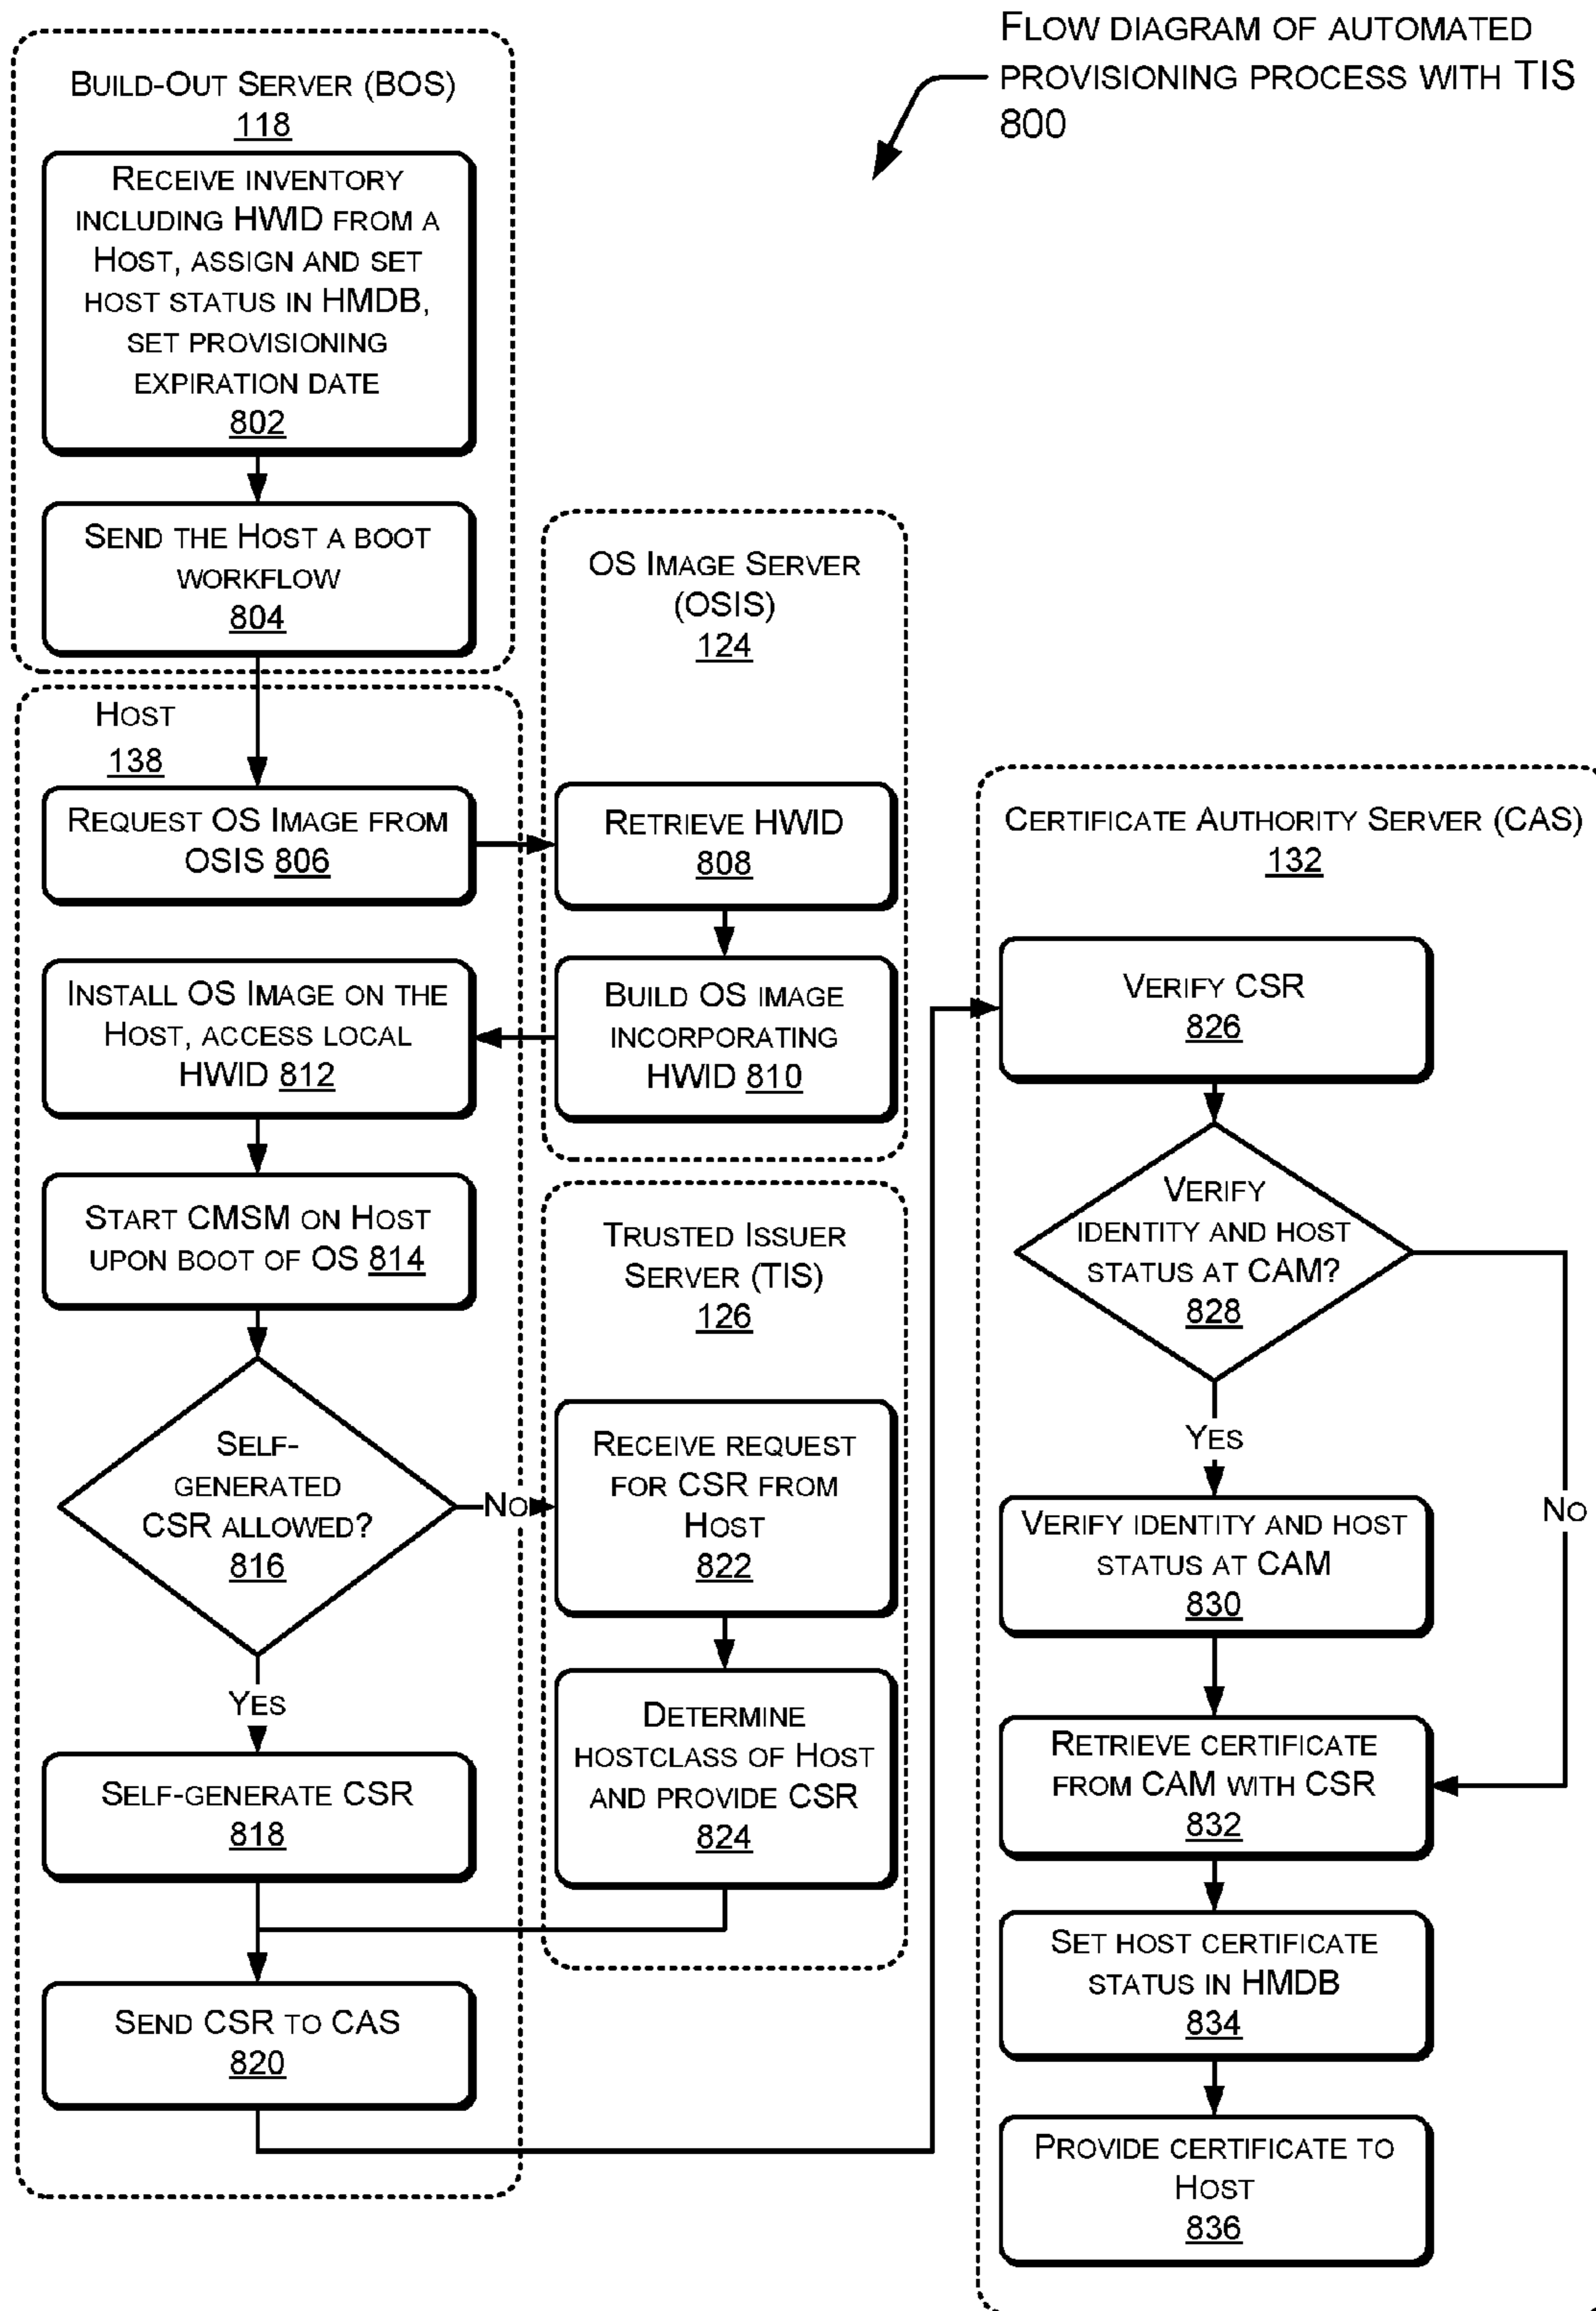 FLOW DIAGRAM OF AUTOMATED
PROVISIONING PROCESS WITH TIS
800
BUILD-OUT SERVER (BOS)
118
RECEIVE INVENTORY
INCLUDING HWID FROM A
HOST, ASSIGN AND SET
HOST STATUS IN HMDB,
SET PROVISIONING
EXPIRATION DATE
802
SEND THE HOST A BOOT
WORKFLOW
804
OS IMAGE SERVER
(OSIS)
124
HOST
138
REQUEST OS IMAGE FROM
OSIS 806
RETRIEVE HWID
808
BUILD OS IMAGE
INCORPORATING
HWID 810
INSTALL OS IMAGE ON THE
HOST, ACCESS LOCAL
HWID 812
START CMSM ON HOST
UPON BOOT OF OS 814
SELF-
GENERATED
CSR ALLOWED?
816
NO
YES
SELF-GENERATE CSR
818
TRUSTED ISSUER
SERVER (TIS)
126
RECEIVE REQUEST
FOR CSR FROM
HOST
822
DETERMINE
HOSTCLASS OF HOST
AND PROVIDE CSR
824
SEND CSR TO CAS
820
CERTIFICATE AUTHORITY SERVER (CAS)
132
VERIFY CSR
826
VERIFY
IDENTITY AND HOST
STATUS AT CAM?
828
YES
NO
VERIFY IDENTITY AND HOST
STATUS AT CAM
830
RETRIEVE CERTIFICATE
FROM CAM WITH CSR
832
SET HOST CERTIFICATE
STATUS IN HMDB
834
PROVIDE CERTIFICATE TO
HOST
836